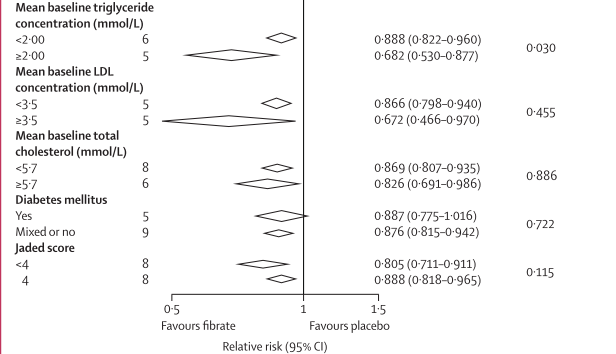 Mean baseline triglyceride
concentration (mmol/L)
<2·00 6 0·888 (0·822–0·960)
0·030
≥2·00 5 0·682 (0·530–0·877)
Mean baseline LDL
concentration (mmol/L)
<3·5 5 0·866 (0·798–0·940)
0·455
≥3·5 5 0·672 (0·466–0·970)
Mean baseline total
cholesterol (mmol/L)
<5·7 8 0·869 (0·807–0·935)
0·886
≥5·7 6 0·826 (0·691–0·986)
Diabetes mellitus
Yes 5 0·887 (0·775–1·016)
0·722
Mixed or no 9 0·876 (0·815–0·942)
Jaded score
<4 8 0·805 (0·711–0·911)
0·115
4 8 0·888 (0·818–0·965)
0·5 1 1·5
Favours fibrate Favours placebo
Relative risk (95% CI)